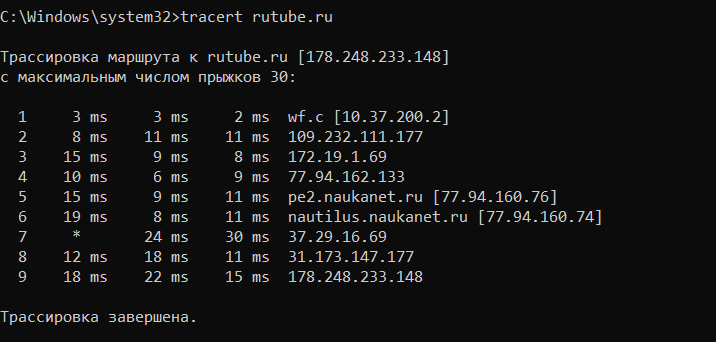 C:\Windows\system32>tracert rutube.ru
Трассировка маршрута к rutube.ru [178.248.233.148]
с максимальным числом прыжков 30:
1 3 ms 3 ms 2 ms wf.c [10.37.200.2]
2 8 ms 11 ms 11 ms 109.232.111.177
3 15 ms 9 ms 8 ms 172.19.1.69
4 10 ms 6 ms 9 ms 77.94.162.133
5 15 ms 9 ms 11 ms pe2.naukanet.ru [77.94.160.76]
6 19 ms 8 ms 11 ms nautilus.naukanet.ru [77.94.160.74]
7 * 24 ms 30 ms 37.29.16.69
8 12 ms 18 ms 11 ms 31.173.147.177
9 18 ms 22 ms 15 ms 178.248.233.148
Трассировка завершена.